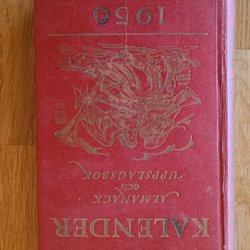 KALENDER
ALMANACK
OCH
UPPSLAGSBOK
1956